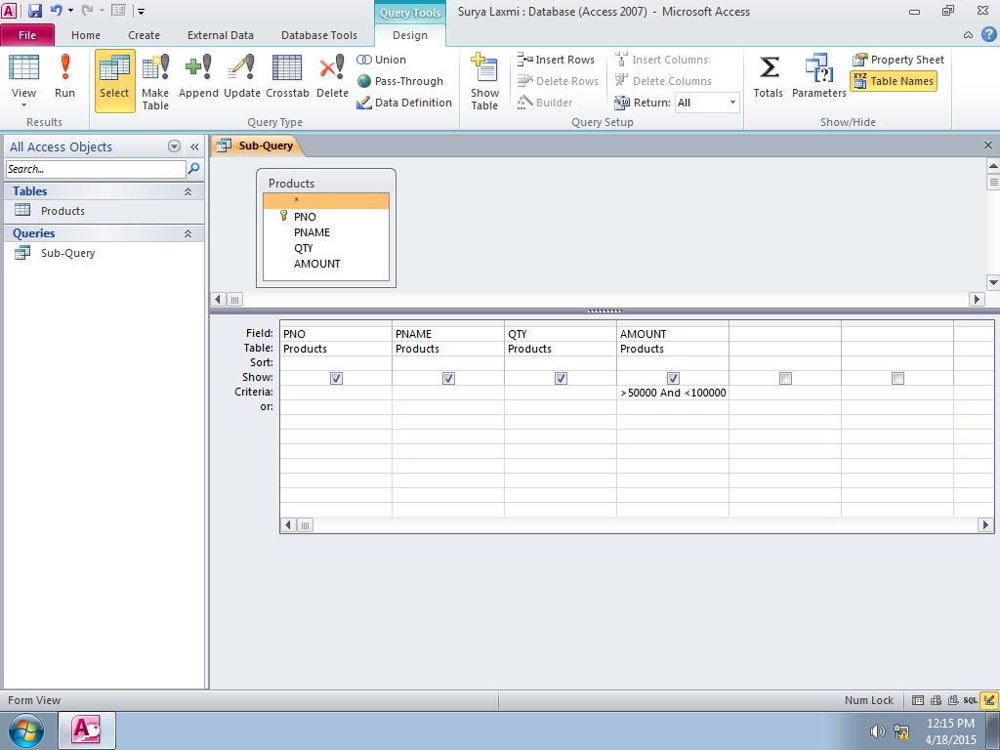 Query Tools
Surya Laxmi : Database (Access 2007) - Microsoft Access
File Home Create External Data Database Tools Design
View
Run
Results
Select
Make Table
Append
Update
Crosstab
Delete
Union
Pass-Through
Data Definition
Query Type
Show Table
Insert Rows
Delete Rows
Builder
Insert Columns
Delete Columns
Return: All
Query Setup
Totals
Parameters
Property Sheet
XYZ
Table Names
Show/Hide
All Access Objects
Search...
Tables
Products
Queries
Sub-Query
Sub-Query
Products
*
PNO
PNAME
QTY
AMOUNT
Field: PNO PNAME QTY AMOUNT
Table: Products Products Products Products
Sort:
Show:
Criteria: >50000 And <100000
or:
Form View
Num Lock
SQL
12:15 PM
4/18/2015